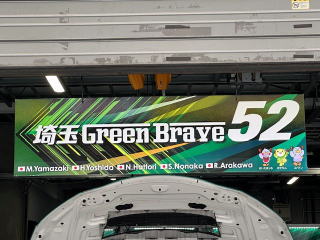 埼玉 Green Brave 52
M.Yamazaki H.Yoshida N.Hattori S.Nonaka R.Arakawa